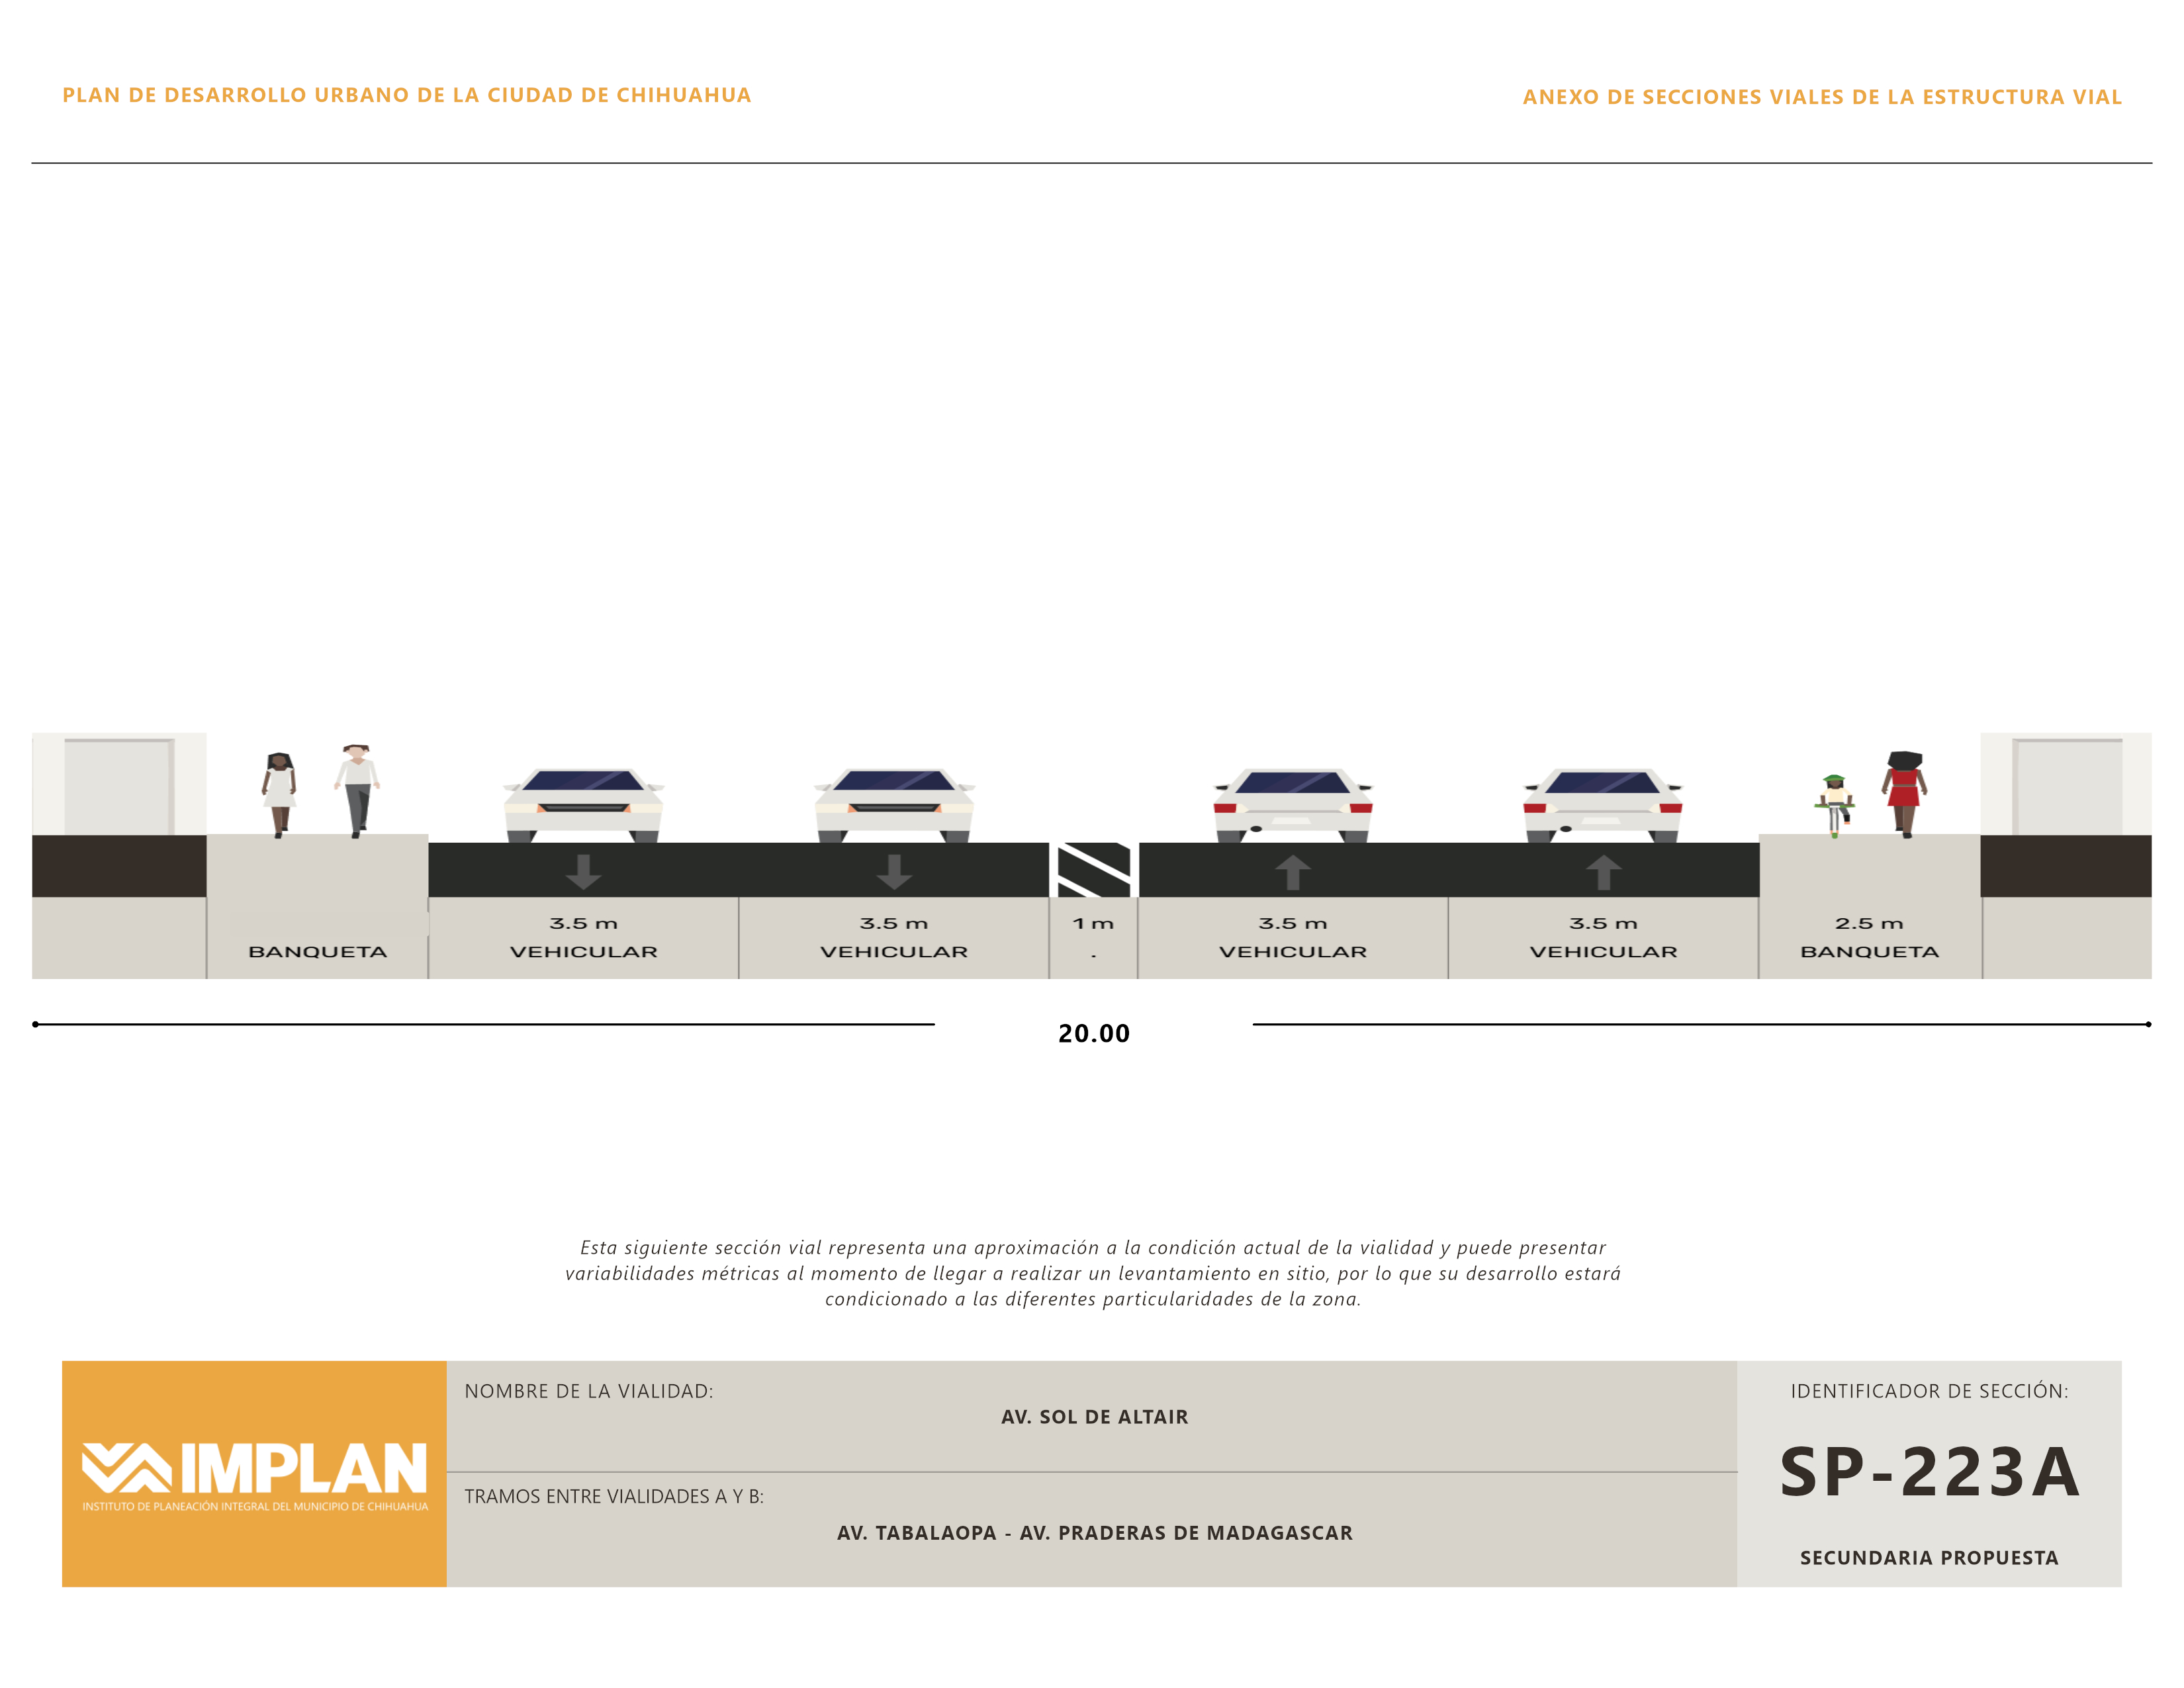 PLAN DE DESARROLLO URBANO DE LA CIUDAD DE CHIHUAHUA
ANEXO DE SECCIONES VIALES DE LA ESTRUCTURA VIAL
BANQUETA
3.5 m
VEHICULAR
3.5 m
VEHICULAR
1 m
.
3.5 m
VEHICULAR
3.5 m
VEHICULAR
2.5 m
BANQUETA
20.00
Esta siguiente sección vial representa una aproximación a la condición actual de la vialidad y puede presentar
variabilidades métricas al momento de llegar a realizar un levantamiento en sitio, por lo que su desarrollo estará
condicionado a las diferentes particularidades de la zona.
IMPLAN
INSTITUTO DE PLANEACIÓN INTEGRAL DEL MUNICIPIO DE CHIHUAHUA
NOMBRE DE LA VIALIDAD:
AV. SOL DE ALTAIR
TRAMOS ENTRE VIALIDADES A Y B:
AV. TABALAOPA - AV. PRADERAS DE MADAGASCAR
IDENTIFICADOR DE SECCIÓN:
SP-223A
SECUNDARIA PROPUESTA